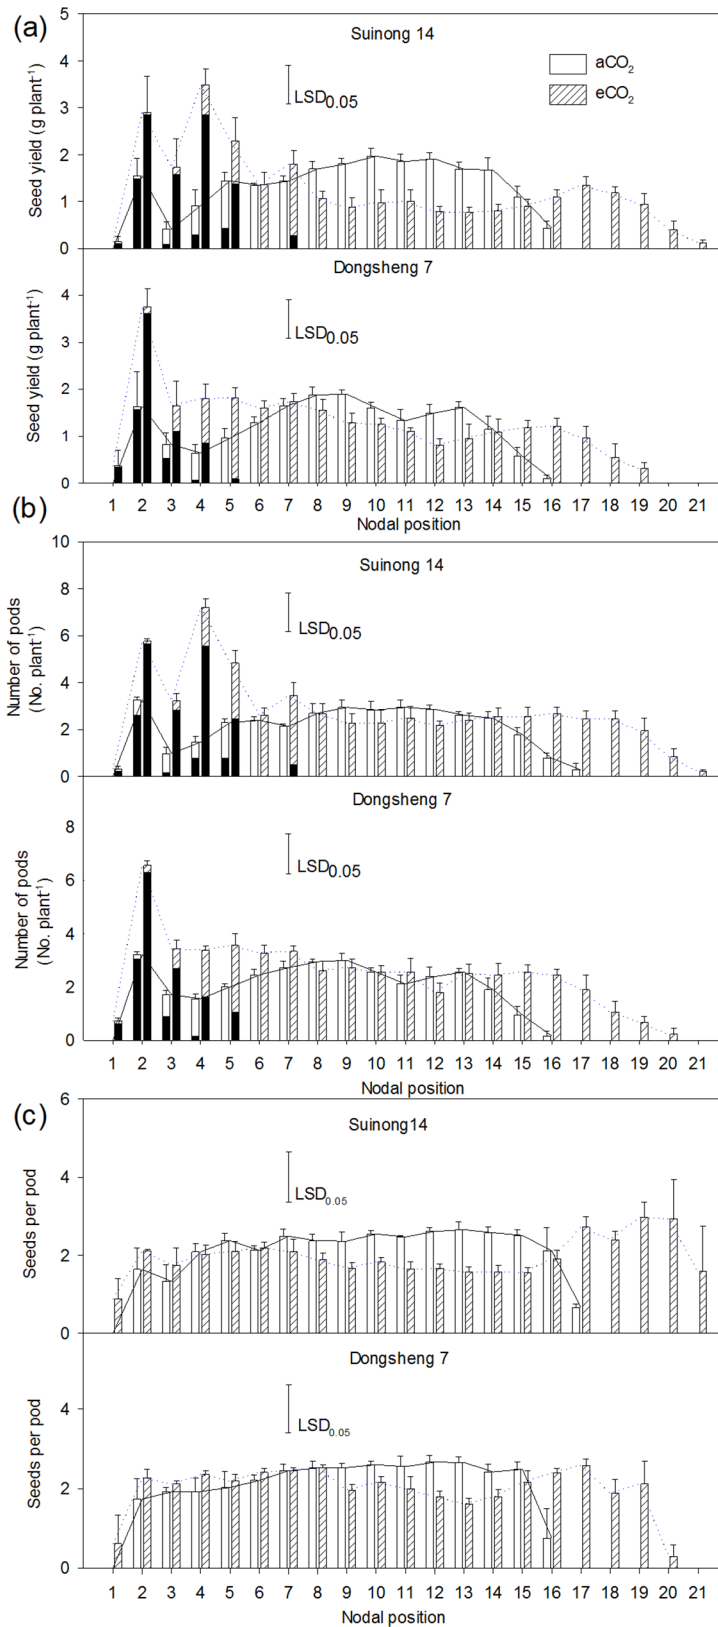 (a)
Suinong 14
aCO2
eCO2
LSD0.05
Seed yield (g plant-1)
5
4
3
2
1
0
Dongsheng 7
LSD0.05
Seed yield (g plant-1)
4
3
2
1
0
1 2 3 4 5 6 7 8 9 10 11 12 13 14 15 16 17 18 19 20 21
Nodal position
(b)
Suinong 14
LSD0.05
Number of pods
(No. plant-1)
10
8
6
4
2
0
Dongsheng 7
LSD0.05
Number of pods
(No. plant-1)
8
6
4
2
0
1 2 3 4 5 6 7 8 9 10 11 12 13 14 15 16 17 18 19 20 21
Nodal position
(c)
Suinong14
LSD0.05
Seeds per pod
6
4
2
0
Dongsheng 7
LSD0.05
Seeds per pod
4
2
0
1 2 3 4 5 6 7 8 9 10 11 12 13 14 15 16 17 18 19 20 21
Nodal position